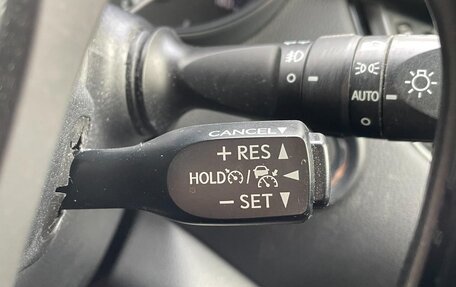 AUTO
CANCEL ▼
+ RES ▲
HOLD / ◀
– SET ▼